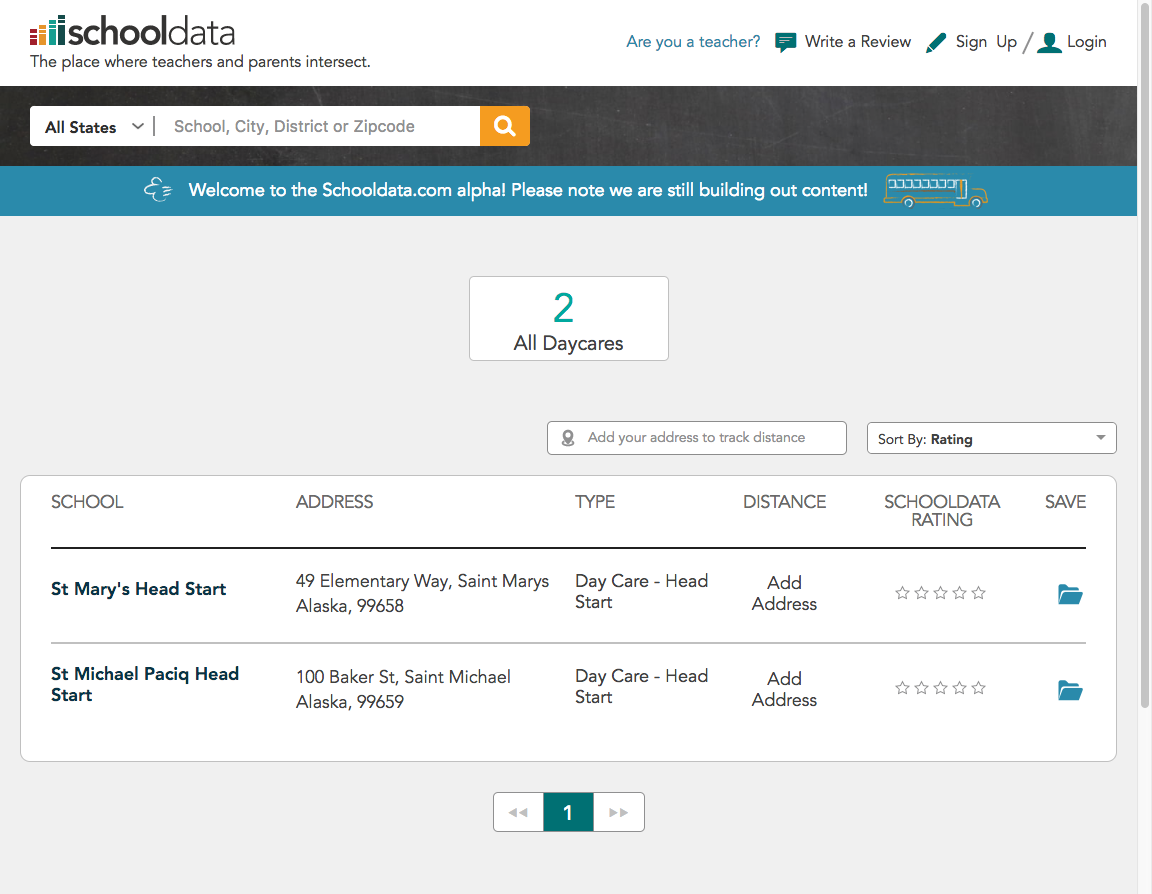 schooldata
The place where teachers and parents intersect.
Are you a teacher? Write a Review Sign Up / Login
All States School, City, District or Zipcode
Welcome to the Schooldata.com alpha! Please note we are still building out content!
2
All Daycares
Add your address to track distance
Sort By: Rating
SCHOOL ADDRESS TYPE DISTANCE SCHOOLDATA SAVE
RATING
St Mary's Head Start 49 Elementary Way, Saint Marys Day Care - Head Add
Alaska, 99658 Start Address
St Michael Paciq Head 100 Baker St, Saint Michael Day Care - Head Add
Start Alaska, 99659 Start Address
1